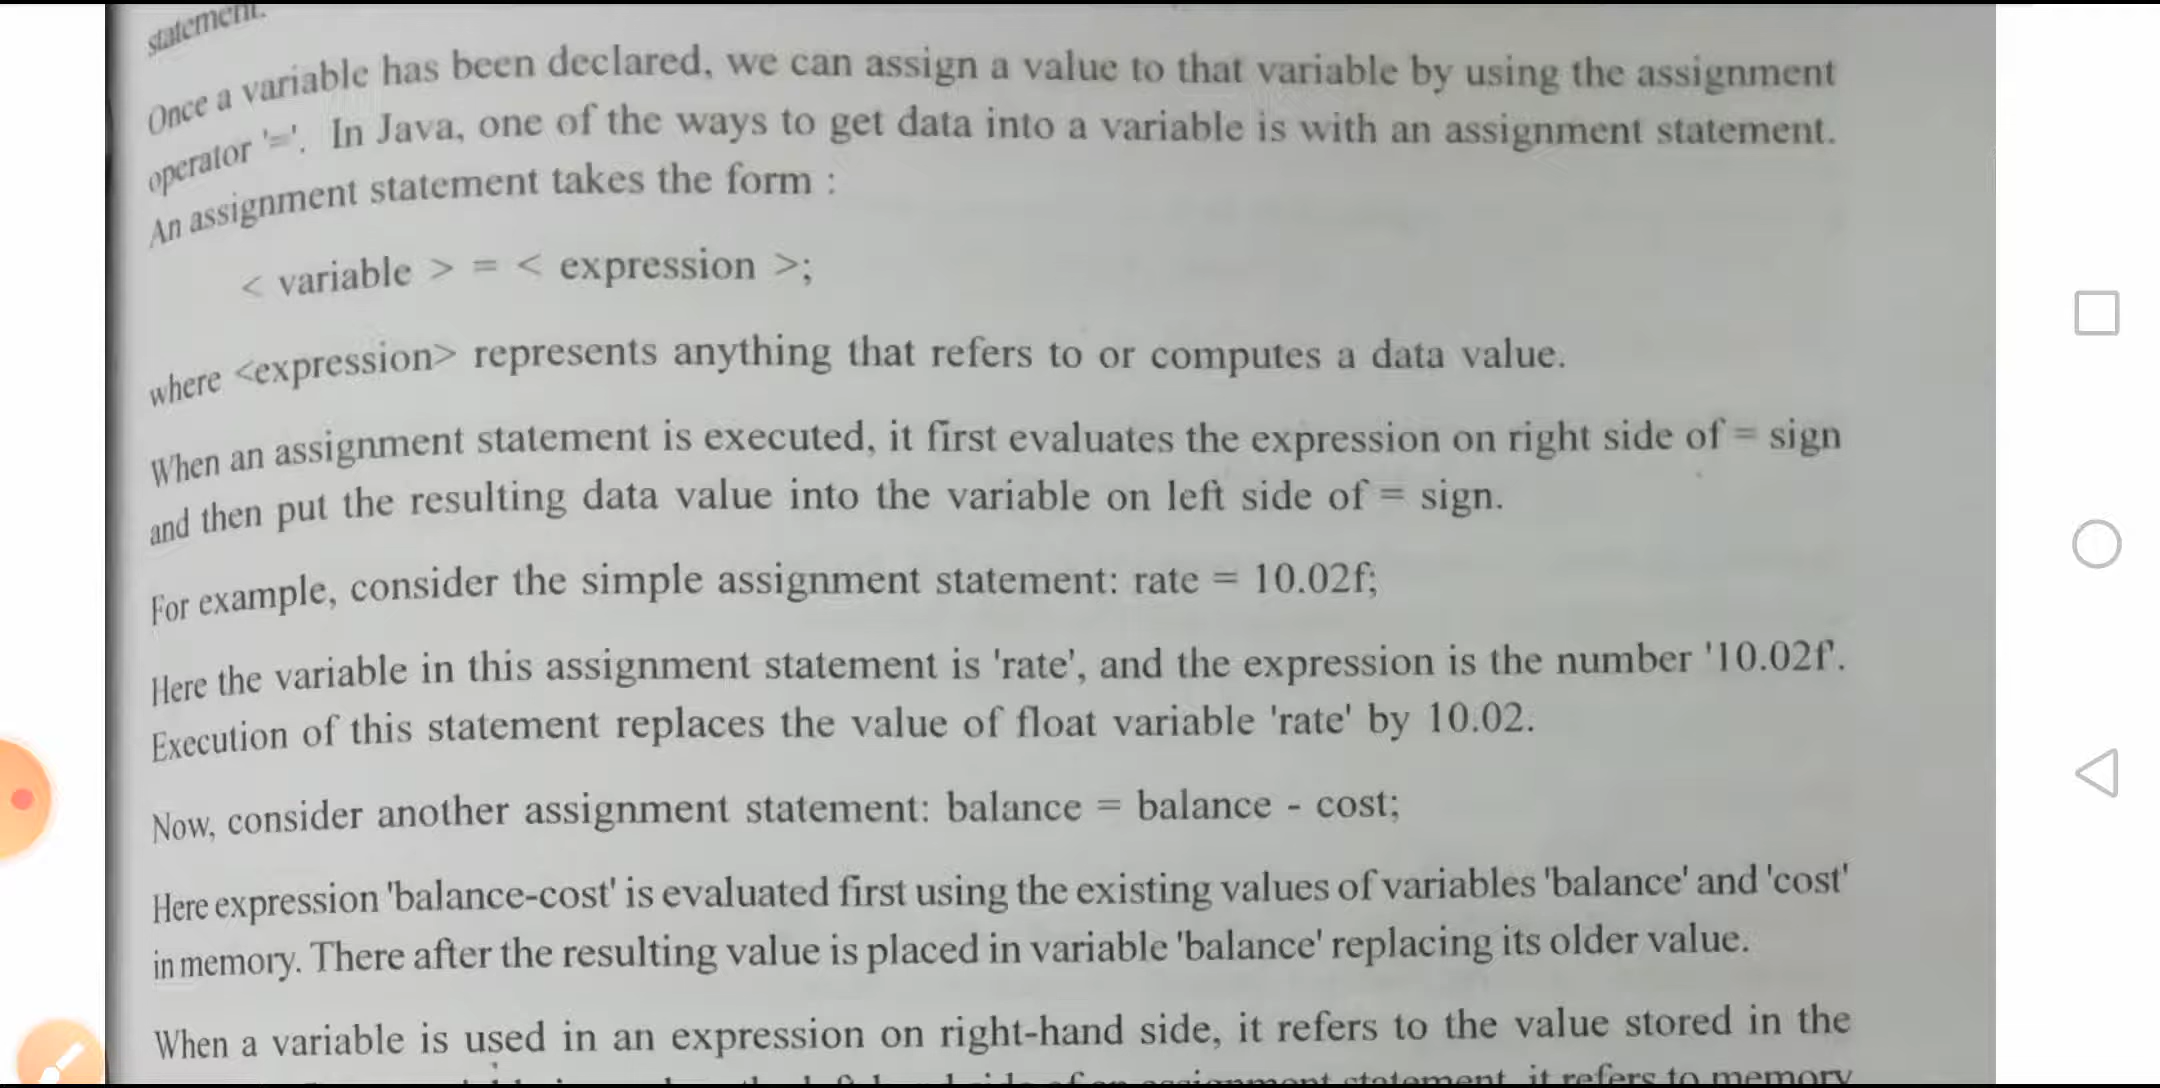 statement.
Once a variable has been declared, we can assign a value to that variable by using the assignment
operator '='. In Java, one of the ways to get data into a variable is with an assignment statement.
An assignment statement takes the form :
< variable > = < expression >;
where <expression> represents anything that refers to or computes a data value.
When an assignment statement is executed, it first evaluates the expression on right side of = sign
and then put the resulting data value into the variable on left side of = sign.
For example, consider the simple assignment statement: rate = 10.02f;
Here the variable in this assignment statement is 'rate', and the expression is the number '10.02f'.
Execution of this statement replaces the value of float variable 'rate' by 10.02.
Now, consider another assignment statement: balance = balance - cost;
Here expression 'balance-cost' is evaluated first using the existing values of variables 'balance' and 'cost'
in memory. There after the resulting value is placed in variable 'balance' replacing its older value.
When a variable is used in an expression on right-hand side, it refers to the value stored in the
assignment statement, it refers to memory